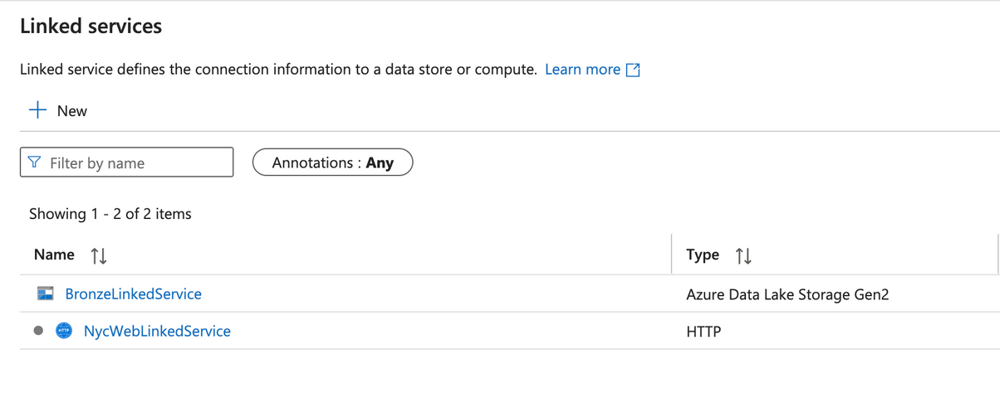 Linked services
Linked service defines the connection information to a data store or compute. Learn more
New
Filter by name
Annotations : Any
Showing 1 - 2 of 2 items
Name Type
BronzeLinkedService Azure Data Lake Storage Gen2
HTTP NycWebLinkedService HTTP